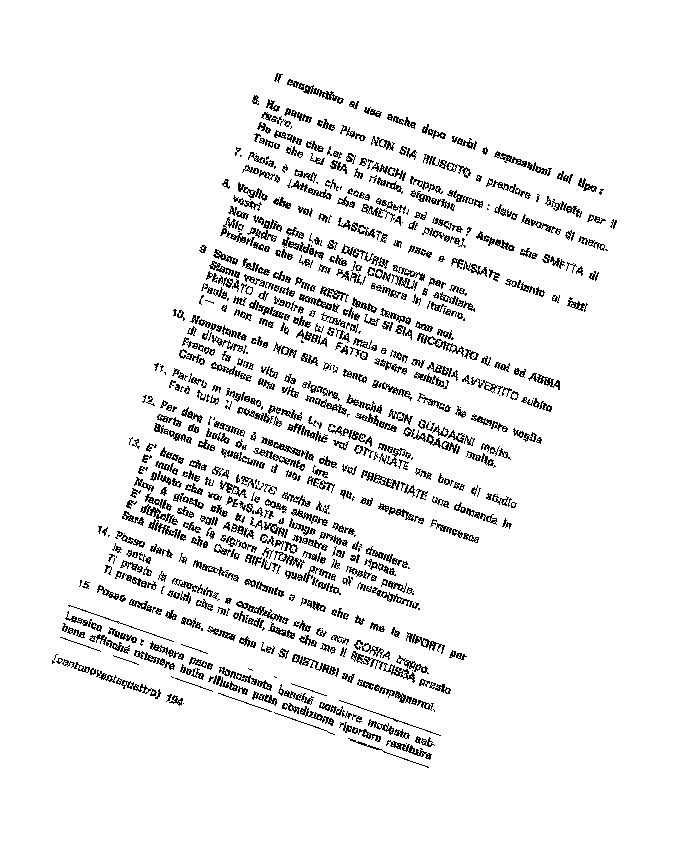 Il congiuntivo si usa anche dopo verbi o espressioni del tipo:
6. Ho paura che Piero NON SIA RIUSCITO a prendere i biglietti per il
teatro.
Ho paura che Lei SI STANCHI troppo, signora: deve lavorare di meno.
Temo che Lei SIA in ritardo, signorina
7. Paola, è tardi, che cosa aspetti ad uscire? Aspetto che SMETTA di
piovere (Attendo che SMETTA di piovere).
8. Voglio che voi mi LASCIATE in pace e PENSIATE soltanto ai fatti
vostri
Non voglio che Lei SI DISTURBI ancora per me.
Mio padre desidera che io CONTINUI a studiare.
Preferisco che Lei mi PARLI sempre in italiano.
9 Sono felice che Pino RESTI tanto tempo con noi.
Siamo veramente contenti che Lei SI SIA RICORDATO di noi ed ABBIA
PENSATO di venire a trovarci.
Paola, mi dispiace che tu STIA male e non mi ABBIA AVVERTITO subito
(— e non me lo ABBIA FATTO sapere subito)
10. Nonostante che NON SIA più tanto giovane, Franco ha sempre voglia
di divertirsi.
Franco fa una vita da signore, benché NON GUADAGNI molto.
Carlo conduce una vita modesta, sebbene GUADAGNI molto.
11. Parlerò in inglese, perché Lei CAPISCA meglio.
Farò tutto il possibile affinché voi OTTENIATE una borsa di studio
12. Per dare l'esame è necessario che voi PRESENTIATE una domanda in
carta da bollo da settecento lire
Bisogna che qualcuno di voi RESTI qui ad aspettare Francesca
13. E' bene che SIA VENUTO anche lui.
E' male che tu VEDA le cose sempre nere.
E' giusto che voi PENSIATE a lungo prima di decidere.
Non è giusto che tu LAVORI mentre lei si riposa.
E' facile che egli ABBIA CAPITO male le nostre parole.
E' difficile che la signora RITORNI prima di mezzogiorno.
Sarà difficile che Carlo RIFIUTI quell'invito.
14. Posso darle la macchina soltanto a patto che tu me la RIPORTI per
le sette
Ti presto la macchina, a condizione che tu non CORRA troppo.
Ti presterò i soldi che mi chiedi, basta che me li RESTITUISCA presto
15 Posso andare da sola, senza che Lei SI DISTURBI ad accompagnarmi.
Lessico nuovo: temere pace nonostante benché condurre modesto seb-
bene affinché ottenere bollo rifiutare patto condizione riportare restituire
(centonovantaquattro) 194